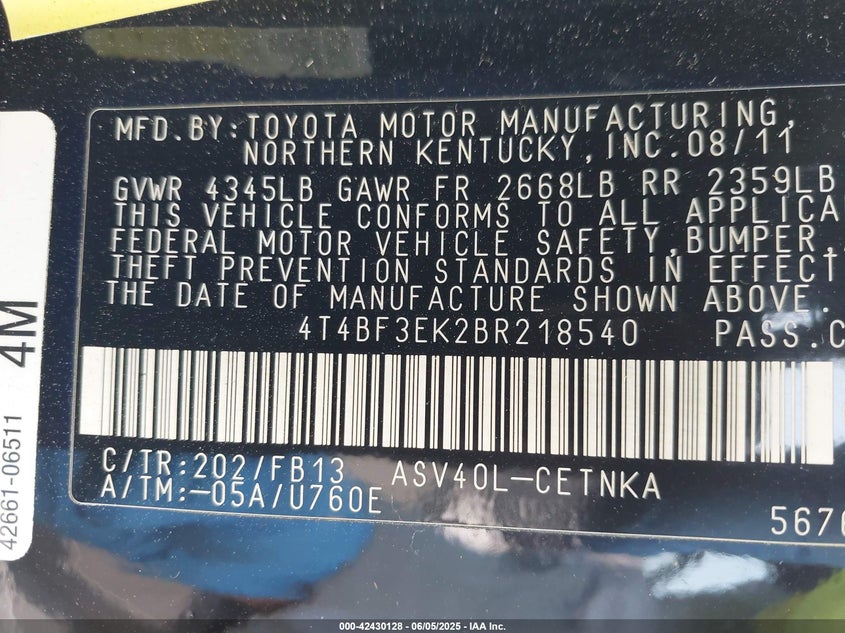 MFD.BY:TOYOTA MOTOR MANUFACTURING,
NORTHERN KENTUCKY,INC.08/11
GVWR 4345LB GAWR FR 2668LB RR 2359LB
THIS VEHICLE CONFORMS TO ALL APPLICA
FEDERAL MOTOR VEHICLE SAFETY,BUMPER,
THEFT PREVENTION STANDARDS IN EFFECT
THE DATE OF MANUFACTURE SHOWN ABOVE.
4T4BF3EK2BR218540 PASS.C
C/TR:202/FB13 ASV40L-CETNKA
A/TM:-05A/U760E
5676
4M
42661-06511
000-42430128 - 06/05/2025 - IAA Inc.